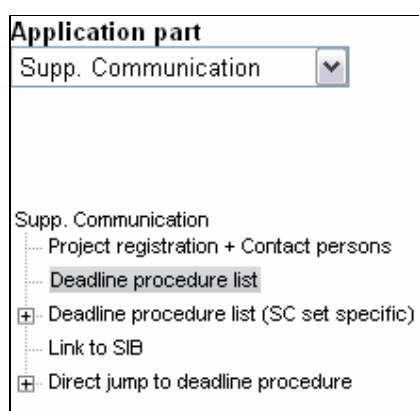 Application part
Supp. Communication
Supp. Communication
Project registration + Contact persons
Deadline procedure list
Deadline procedure list (SC set specific)
Link to SIB
Direct jump to deadline procedure